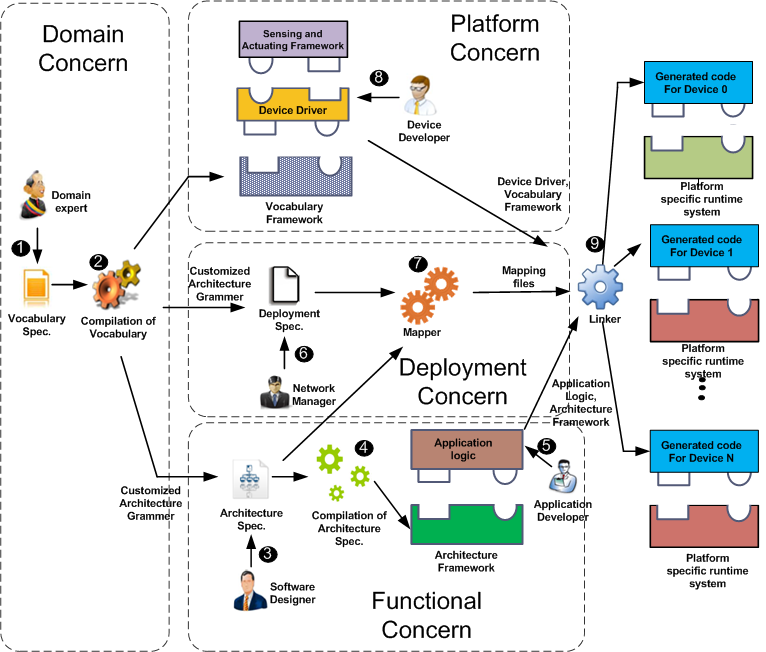 Domain
Concern
Domain
expert
1
Vocabulary Spec.
2
Compilation of
Vocabulary
Platform
Concern
Sensing and
Actuating Framework
8
Device Driver
Device
Developer
Vocabulary
Framework
Device Driver,
Vocabulary
Framework
Customized
Architecture
Grammer
Deployment
Spec.
6
Network
Manager
7
Mapper
Mapping
files
Deployment
Concern
Customized
Architecture
Grammer
Architecture
Spec.
3
Software
Designer
4
Compilation of
Architecture
Spec.
Application
logic
5
Application
Developer
Architecture
Framework
Application
Logic,
Architecture
Framework
Functional
Concern
9
Linker
Generated code
For Device 0
Platform
specific runtime
system
Generated code
For Device 1
Platform
specific runtime
system
Generated code
For Device N
Platform
specific runtime
system